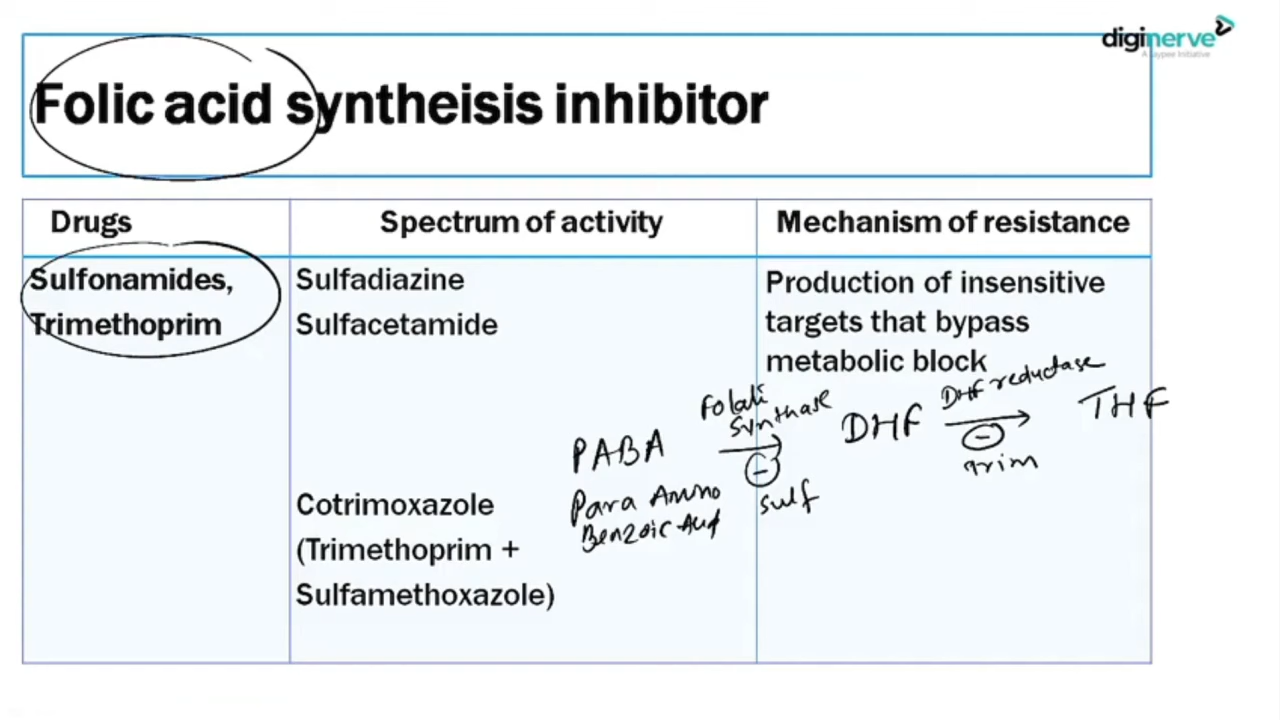 diginerve
A Jaypee Initiative
Folic acid syntheisis inhibitor
Drugs
Spectrum of activity
Mechanism of resistance
Sulfonamides,
Trimethoprim
Sulfadiazine
Sulfacetamide
Production of insensitive
targets that bypass
metabolic block
PABA
Para Amino
Benzoic Acid
Folate
synthase
-
sulf
DHF
DHF reductase
-
trim
THF
Cotrimoxazole
(Trimethoprim +
Sulfamethoxazole)